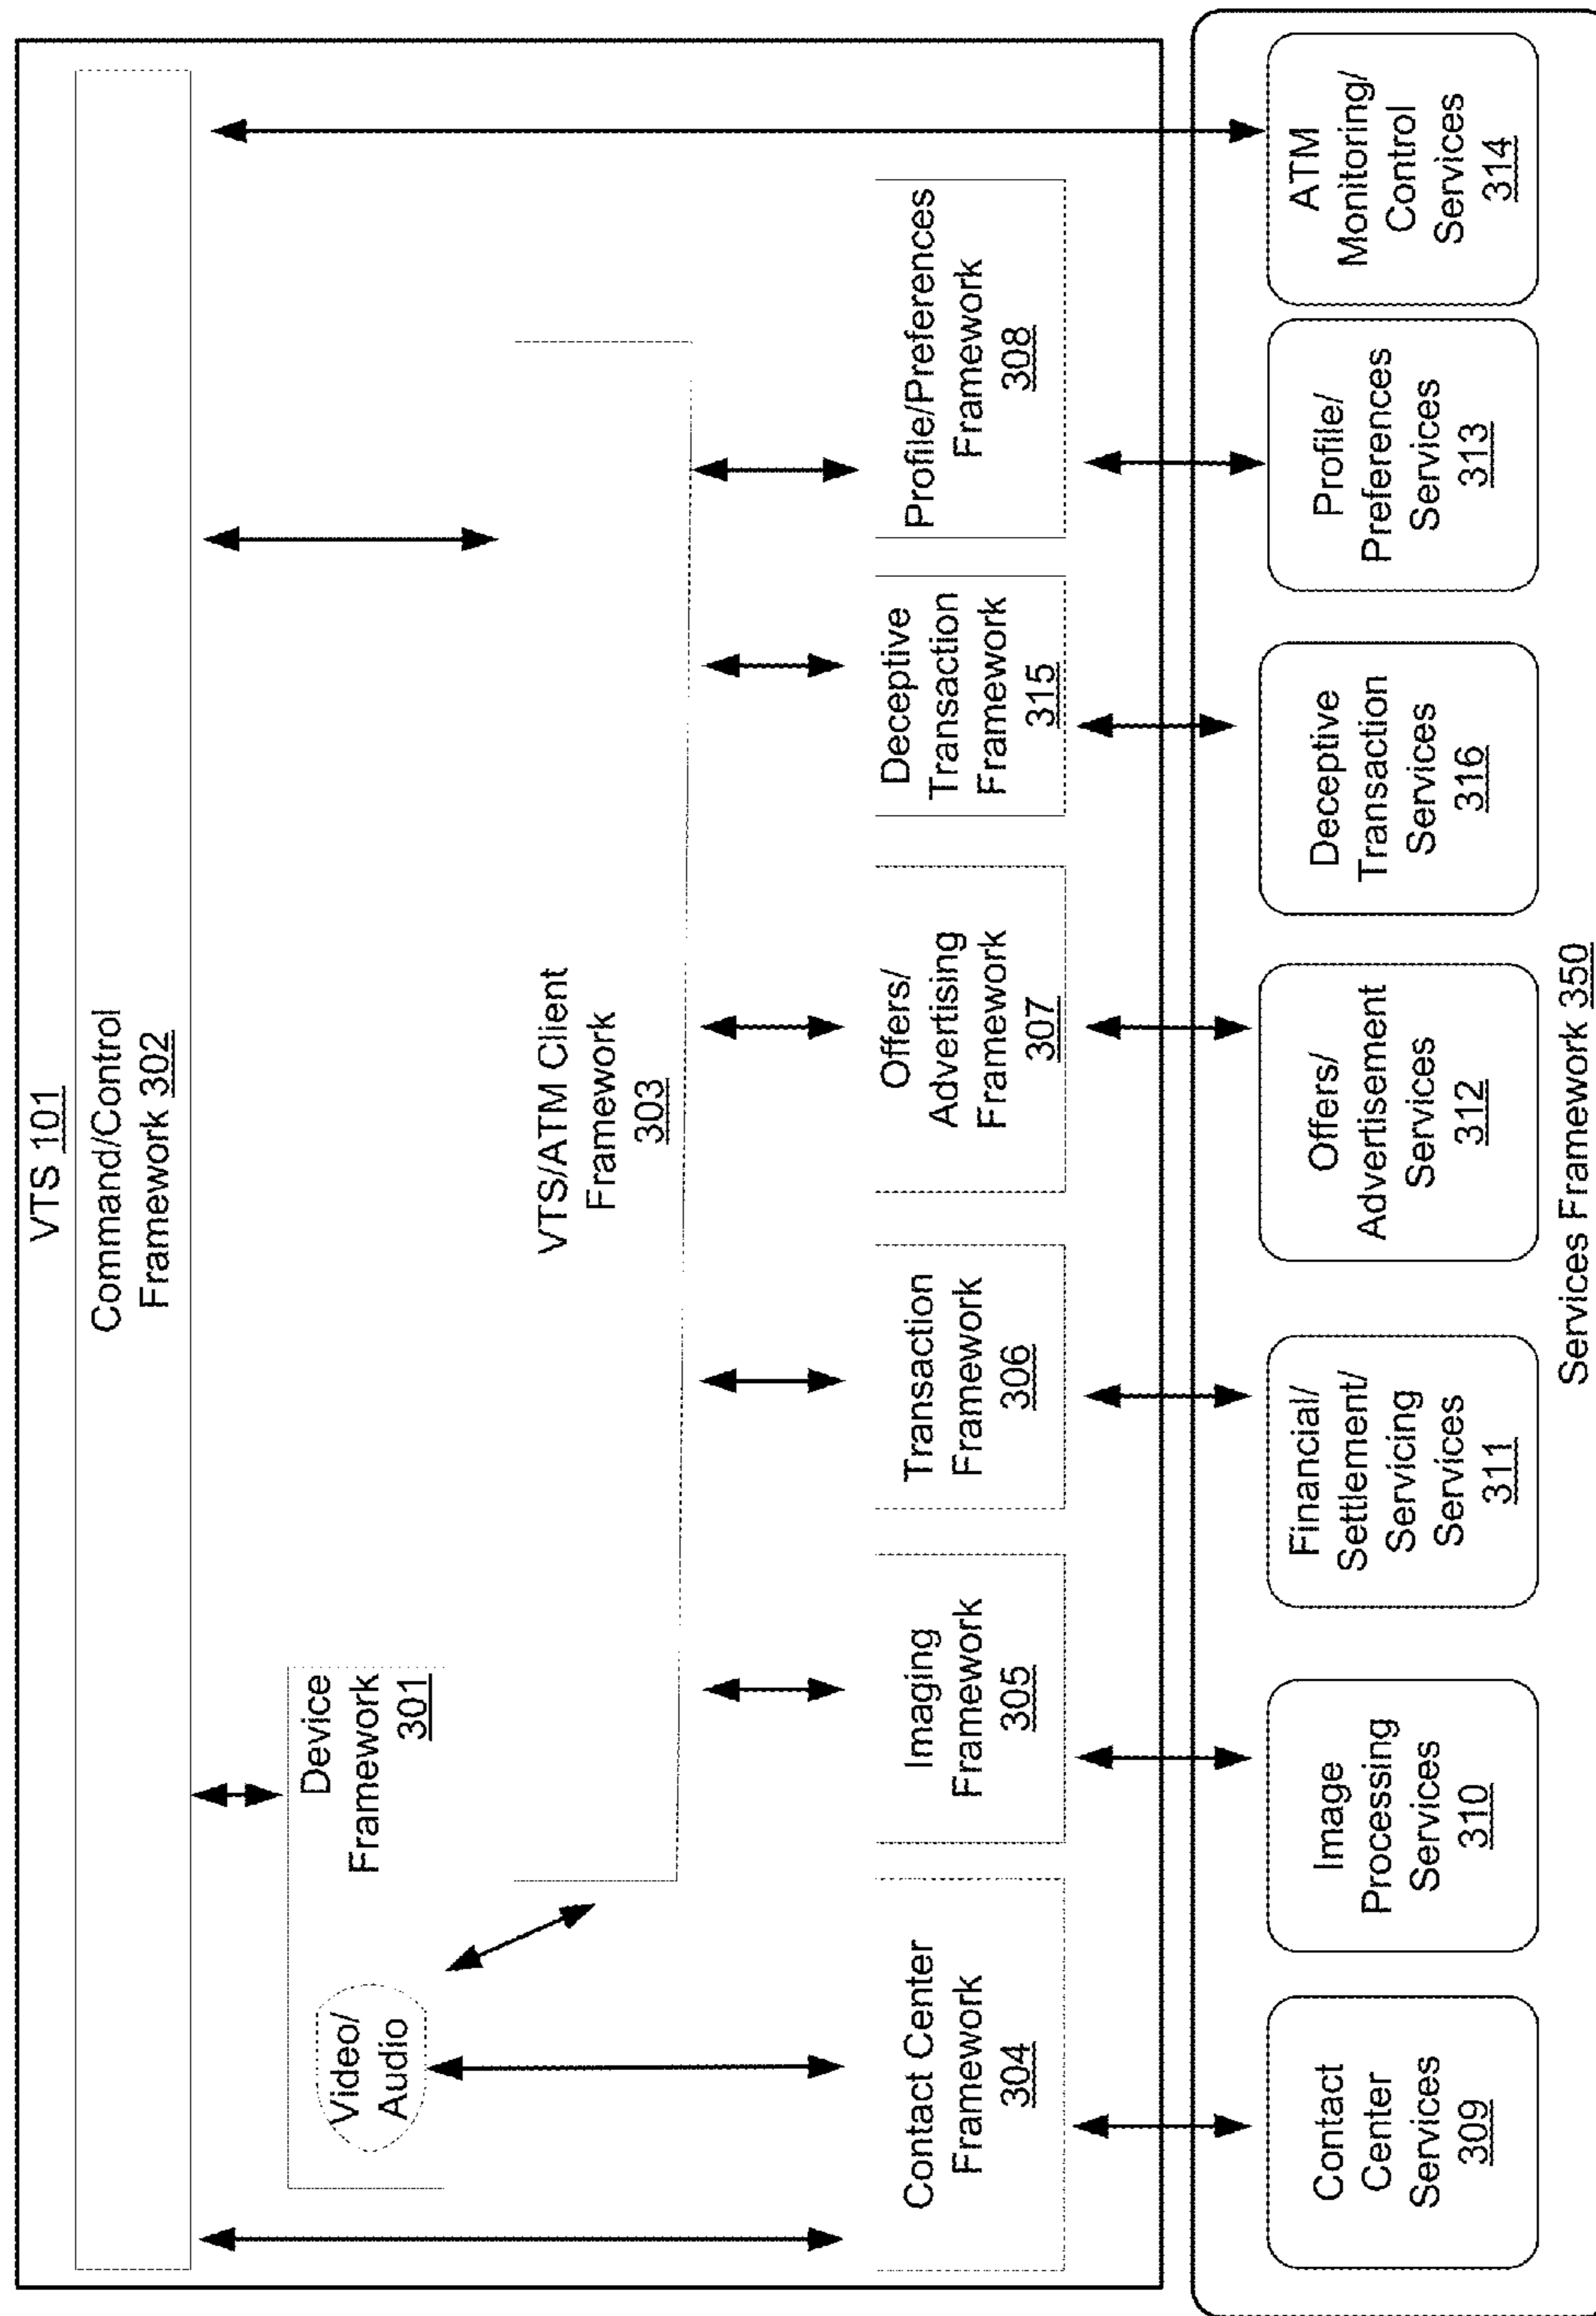 VTS 101
Command/Control
Framework 302
Device
Framework
301
Video/
Audio
VTS/ATM Client
Framework
303
Contact Center
Framework
304
Imaging
Framework
305
Transaction
Framework
306
Offers/
Advertising
Framework
307
Deceptive
Transaction
Framework
315
Profile/Preferences
Framework
308
Contact
Center
Services
309
Image
Processing
Services
310
Financial/
Settlement/
Servicing
Services
311
Offers/
Advertisement
Services
312
Deceptive
Transaction
Services
316
Profile/
Preferences
Services
313
ATM
Monitoring/
Control
Services
314
Services Framework 350